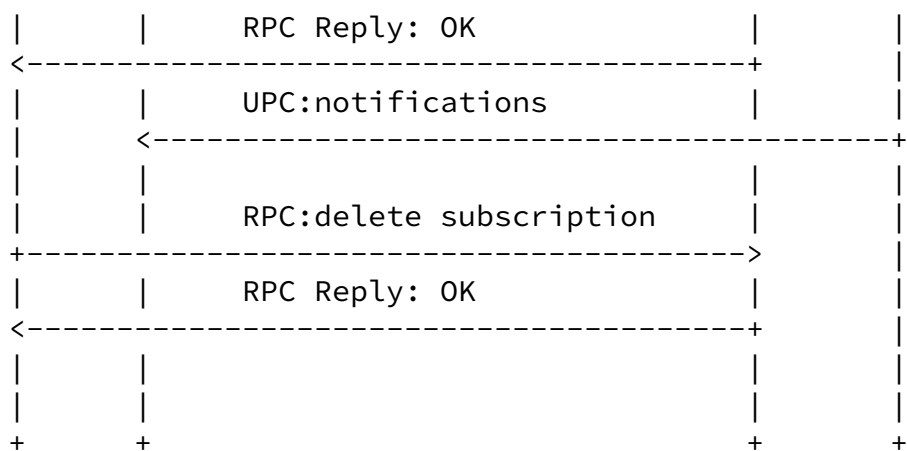 RPC Reply: OK
UPC:notifications
RPC:delete subscription
RPC Reply: OK